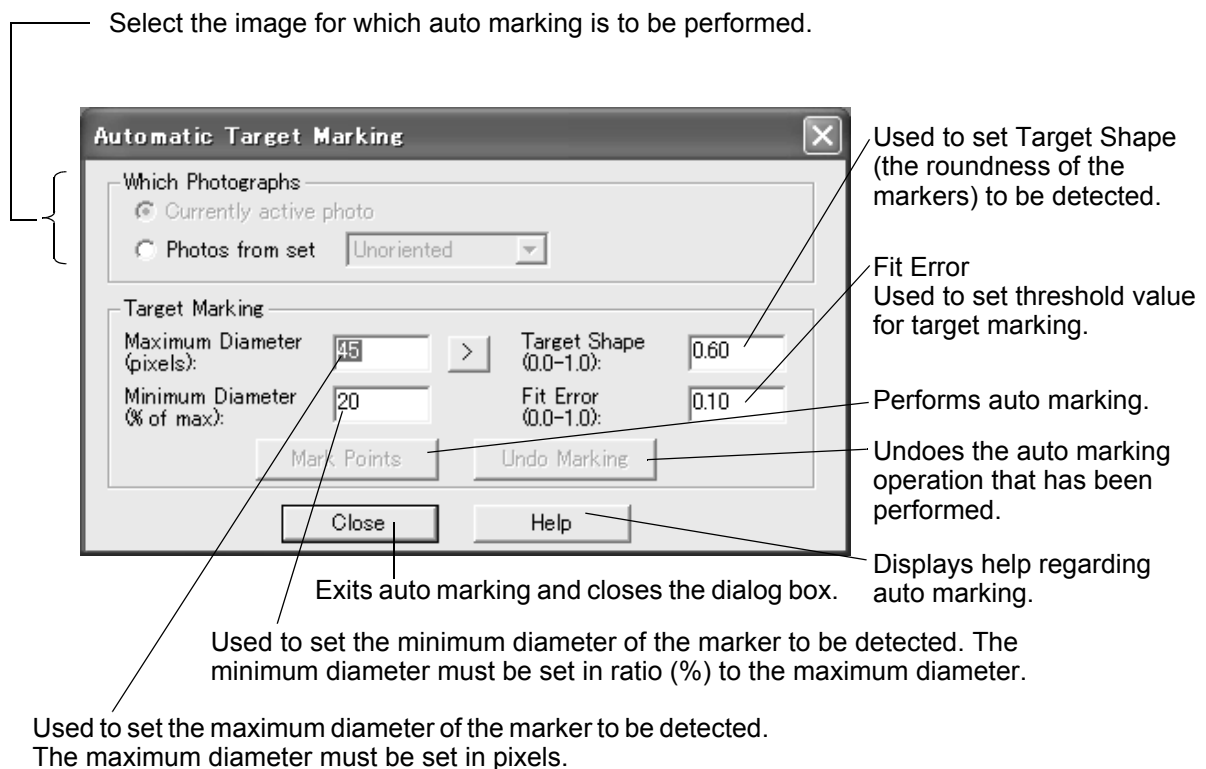 Select the image for which auto marking is to be performed.
Automatic Target Marking
Which Photographs
Currently active photo
Photos from set
Unoriented
Target Marking
Maximum Diameter
(pixels):
45
>
Target Shape
(0.0-1.0):
0.60
Minimum Diameter
(% of max):
20
Fit Error
(0.0-1.0):
0.10
Mark Points
Undo Marking
Close
Help
Used to set Target Shape
(the roundness of the
markers) to be detected.
Fit Error
Used to set threshold value
for target marking.
Performs auto marking.
Undoes the auto marking
operation that has been
performed.
Displays help regarding
auto marking.
Exits auto marking and closes the dialog box.
Used to set the minimum diameter of the marker to be detected. The
minimum diameter must be set in ratio (%) to the maximum diameter.
Used to set the maximum diameter of the marker to be detected.
The maximum diameter must be set in pixels.